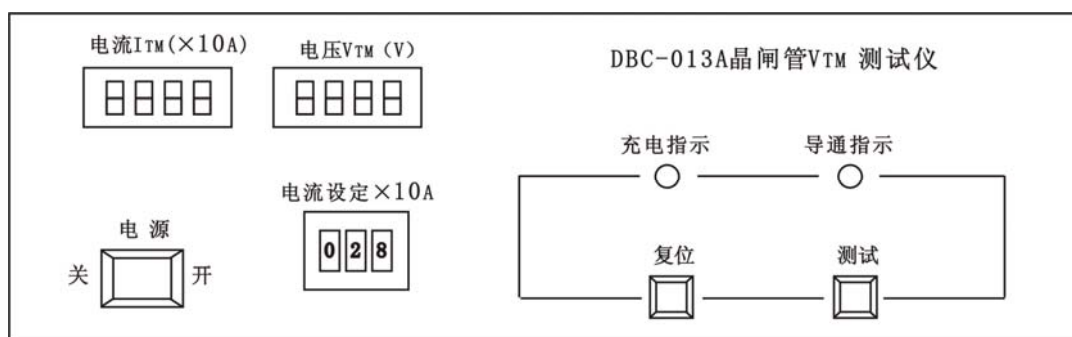 电流ITM(×10A)
电压VTM(V)
DBC-013A晶闸管VTM 测试仪
8888
8888
充电指示
导通指示
电流设定×10A
028
电 源
关
开
复位
测试